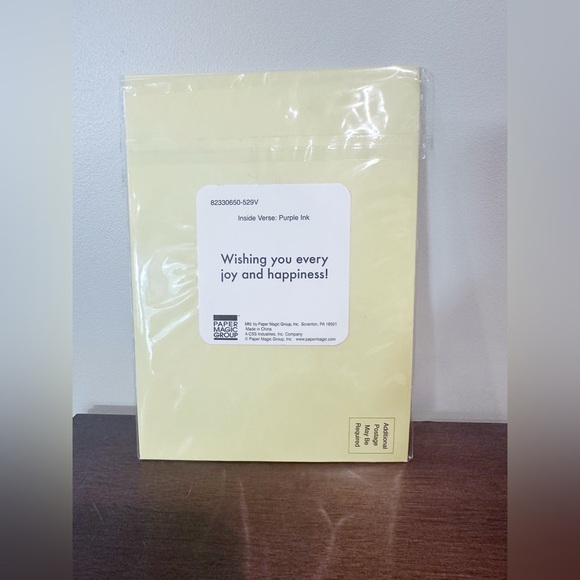 82330650-529V
Inside Verse: Purple Ink
Wishing you every
joy and happiness!
PAPER
MAGIC
GROUP
Mfd. by Paper Magic Group, Inc. Scranton, PA 18501
Made in China
A CSS Industries, Inc. Company
© Paper Magic Group, Inc. www.papermagic.com
Additional
Postage
May Be
Required